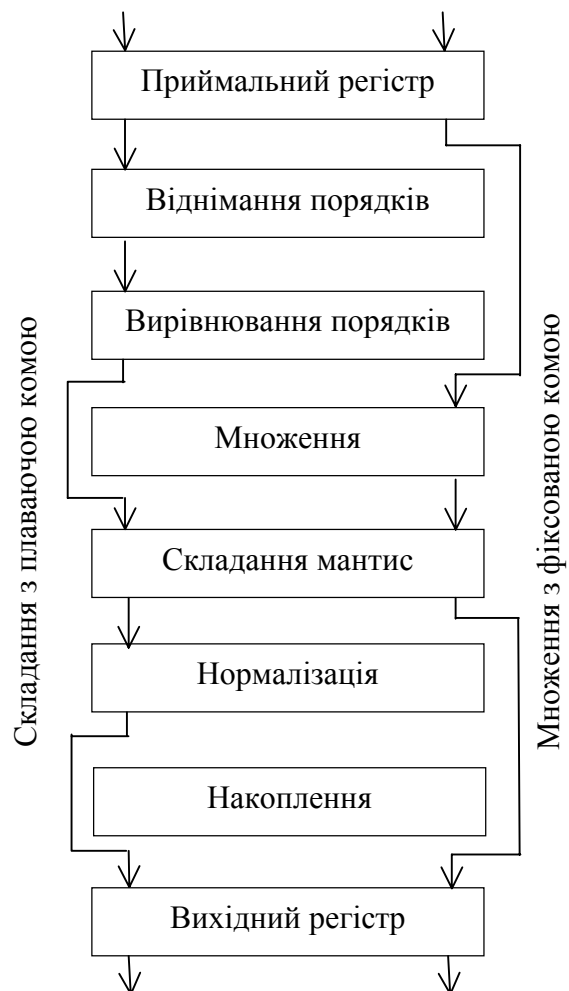 Приймальний регістр
Віднімання порядків
Вирівнювання порядків
Множення
Складання мантис
Нормалізація
Накоплення
Вихідний регістр
Складання з плаваючою комою
Множення з фіксованою комою